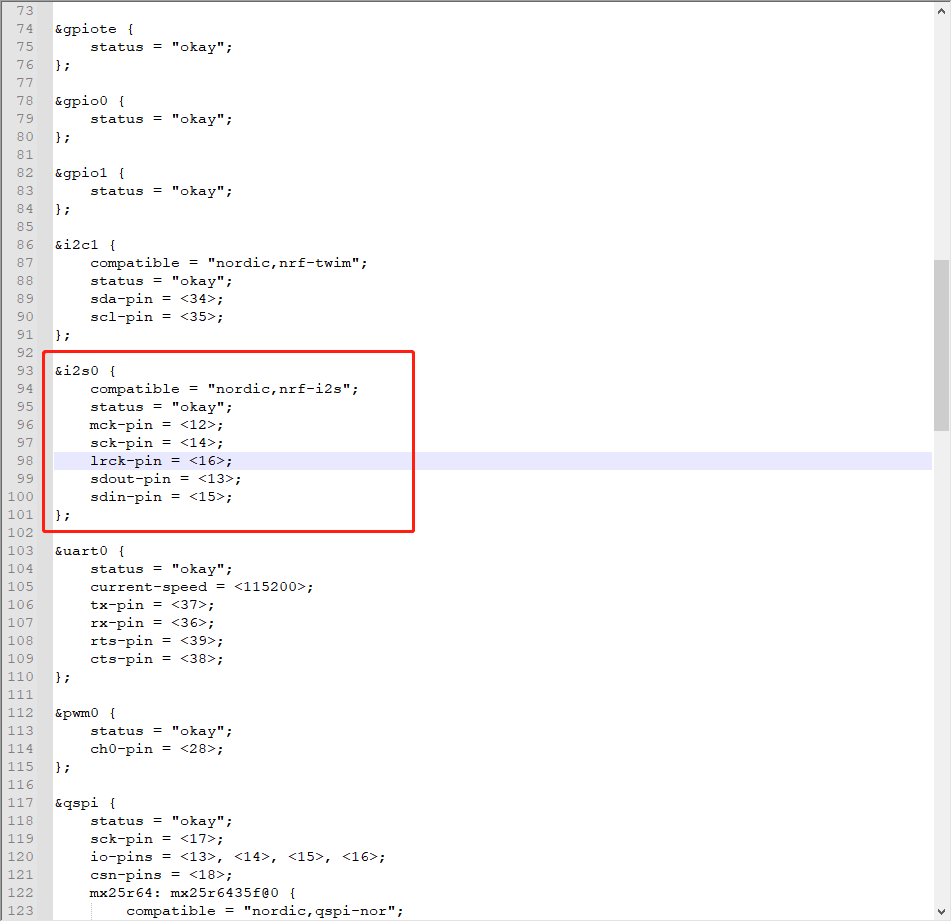 73
74 &gpiote {
75     status = "okay";
76 };
77
78 &gpio0 {
79     status = "okay";
80 };
81
82 &gpio1 {
83     status = "okay";
84 };
85
86 &i2c1 {
87     compatible = "nordic,nrf-twim";
88     status = "okay";
89     sda-pin = <34>;
90     scl-pin = <35>;
91 };
92
93 &i2s0 {
94     compatible = "nordic,nrf-i2s";
95     status = "okay";
96     mck-pin = <12>;
97     sck-pin = <14>;
98     lrck-pin = <16>;
99     sdout-pin = <13>;
100     sdin-pin = <15>;
101 };
102
103 &uart0 {
104     status = "okay";
105     current-speed = <115200>;
106     tx-pin = <37>;
107     rx-pin = <36>;
108     rts-pin = <39>;
109     cts-pin = <38>;
110 };
111
112 &pwm0 {
113     status = "okay";
114     ch0-pin = <28>;
115 };
116
117 &qspi {
118     status = "okay";
119     sck-pin = <17>;
120     io-pins = <13>, <14>, <15>, <16>;
121     csn-pins = <18>;
122     mx25r64: mx25r6435f@0 {
123         compatible = "nordic,qspi-nor";